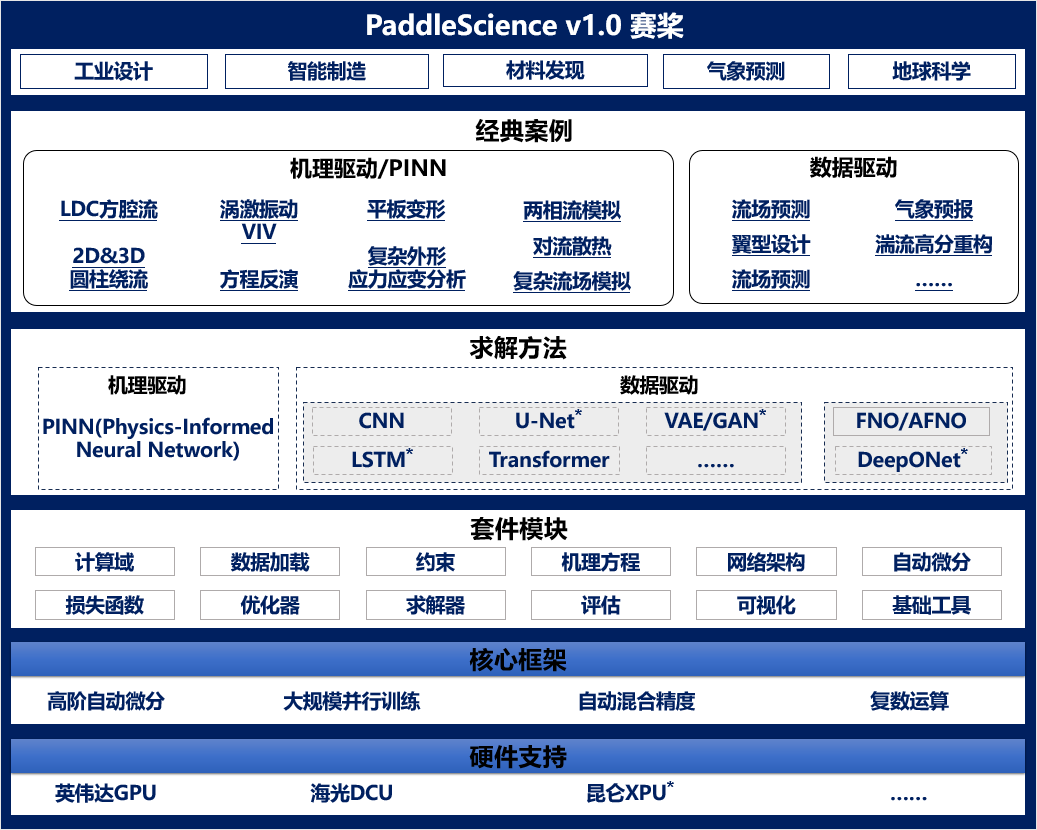 PaddleScience v1.0 赛桨
工业设计
智能制造
材料发现
气象预测
地球科学
经典案例
机理驱动/PINN
LDC方腔流
涡激振动
VIV
平板变形
两相流模拟
2D&3D
圆柱绕流
方程反演
复杂外形
应力应变分析
对流散热
复杂流场模拟
数据驱动
流场预测
气象预报
翼型设计
湍流高分重构
流场预测
……
求解方法
机理驱动
PINN(Physics-Informed
Neural Network)
数据驱动
CNN
U-Net*
VAE/GAN*
FNO/AFNO
LSTM*
Transformer
……
DeepONet*
套件模块
计算域
数据加载
约束
机理方程
网络架构
自动微分
损失函数
优化器
求解器
评估
可视化
基础工具
核心框架
高阶自动微分
大规模并行训练
自动混合精度
复数运算
硬件支持
英伟达GPU
海光DCU
昆仑XPU*
……